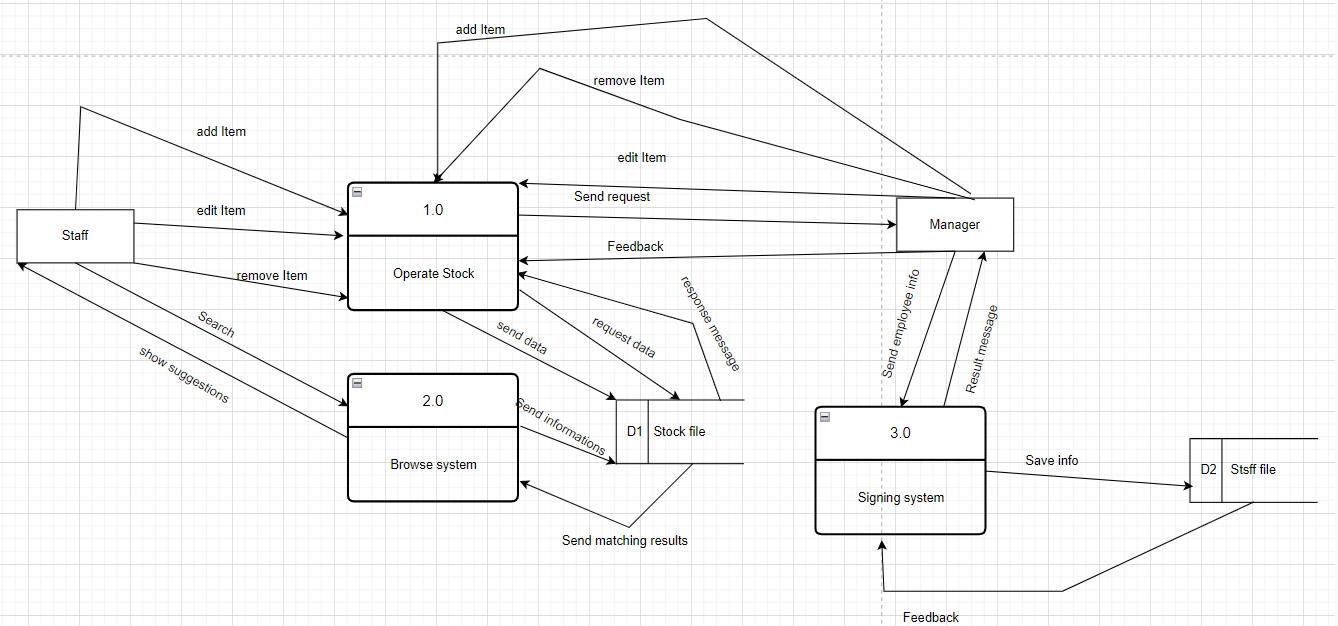 add Item
remove Item
add Item
edit Item
Send request
edit Item
1.0
Staff
Manager
Feedback
remove Item
Operate Stock
Search
send data
request data
response message
Send employee info
Result message
show suggestions
2.0
Send informations
D1 Stock file
3.0
Browse system
Save info
D2 Stsff file
Signing system
Send matching results
Feedback